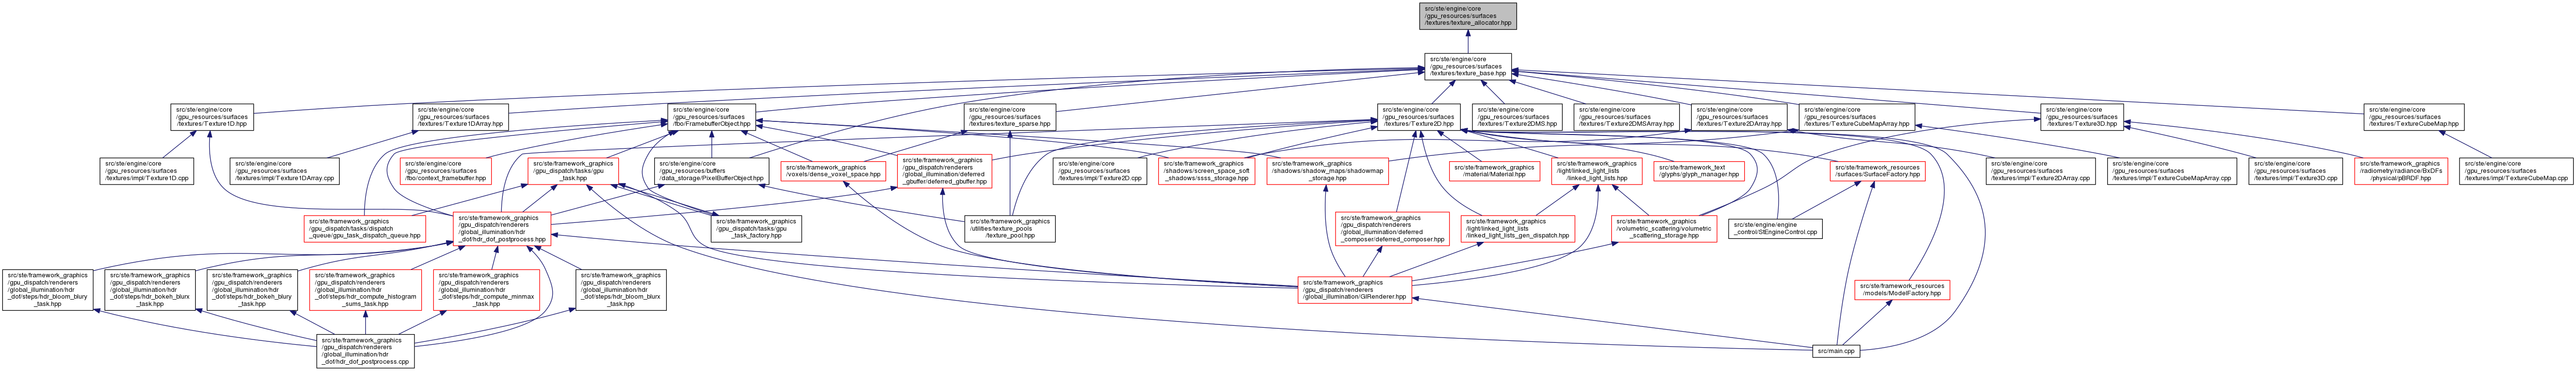 src/ste/engine/core
/gpu_resources/surfaces
/textures/texture_allocator.hpp
src/ste/engine/core
/gpu_resources/surfaces
/textures/texture_base.hpp
src/ste/engine/core
/gpu_resources/surfaces
/textures/Texture1D.hpp
src/ste/engine/core
/gpu_resources/surfaces
/textures/Texture1DArray.hpp
src/ste/engine/core
/gpu_resources/surfaces
/fbo/FramebufferObject.hpp
src/ste/engine/core
/gpu_resources/surfaces
/textures/texture_sparse.hpp
src/ste/engine/core
/gpu_resources/surfaces
/textures/Texture2D.hpp
src/ste/engine/core
/gpu_resources/surfaces
/textures/Texture2DMS.hpp
src/ste/engine/core
/gpu_resources/surfaces
/textures/Texture2DMSArray.hpp
src/ste/engine/core
/gpu_resources/surfaces
/textures/Texture2DArray.hpp
src/ste/engine/core
/gpu_resources/surfaces
/textures/TextureCubeMapArray.hpp
src/ste/engine/core
/gpu_resources/surfaces
/textures/Texture3D.hpp
src/ste/engine/core
/gpu_resources/surfaces
/textures/TextureCubeMap.hpp
src/ste/engine/core
/gpu_resources/surfaces
/textures/impl/Texture1D.cpp
src/ste/engine/core
/gpu_resources/surfaces
/textures/impl/Texture1DArray.cpp
src/ste/engine/core
/gpu_resources/surfaces
/fbo/context_framebuffer.hpp
src/ste/framework_graphics
/gpu_dispatch/tasks/gpu
_task.hpp
src/ste/engine/core
/gpu_resources/buffers
/data_storage/PixelBufferObject.hpp
src/ste/framework_graphics
/voxels/dense_voxel_space.hpp
src/ste/framework_graphics
/gpu_dispatch/renderers
/global_illumination/deferred
_gbuffer/deferred_gbuffer.hpp
src/ste/engine/core
/gpu_resources/surfaces
/textures/impl/Texture2D.cpp
src/ste/framework_graphics
/shadows/screen_space_soft
_shadows/ssss_storage.hpp
src/ste/framework_graphics
/shadows/shadow_maps/shadowmap
_storage.hpp
src/ste/framework_graphics
/material/Material.hpp
src/ste/framework_graphics
/light/linked_light_lists
/linked_light_lists.hpp
src/ste/framework_text
/glyphs/glyph_manager.hpp
src/ste/framework_resources
/surfaces/SurfaceFactory.hpp
src/ste/engine/core
/gpu_resources/surfaces
/textures/impl/Texture2DArray.cpp
src/ste/engine/core
/gpu_resources/surfaces
/textures/impl/TextureCubeMapArray.cpp
src/ste/engine/core
/gpu_resources/surfaces
/textures/impl/Texture3D.cpp
src/ste/framework_graphics
/radiometry/radiance/BxDFs
/physical/pBRDF.hpp
src/ste/engine/core
/gpu_resources/surfaces
/textures/impl/TextureCubeMap.cpp
src/ste/framework_graphics
/gpu_dispatch/tasks/dispatch
_queue/gpu_task_dispatch_queue.hpp
src/ste/framework_graphics
/gpu_dispatch/renderers
/global_illumination/hdr
_dof/hdr_dof_postprocess.hpp
src/ste/framework_graphics
/gpu_dispatch/tasks/gpu
_task_factory.hpp
src/ste/framework_graphics
/utilities/texture_pools
/texture_pool.hpp
src/ste/framework_graphics
/gpu_dispatch/renderers
/global_illumination/deferred
_composer/deferred_composer.hpp
src/ste/framework_graphics
/light/linked_light_lists
/linked_light_lists_gen_dispatch.hpp
src/ste/framework_graphics
/volumetric_scattering/volumetric
_scattering_storage.hpp
src/ste/engine/engine
_control/StEngineControl.cpp
src/ste/framework_graphics
/gpu_dispatch/renderers
/global_illumination/hdr
_dof/steps/hdr_bloom_blury
_task.hpp
src/ste/framework_graphics
/gpu_dispatch/renderers
/global_illumination/hdr
_dof/steps/hdr_bokeh_blurx
_task.hpp
src/ste/framework_graphics
/gpu_dispatch/renderers
/global_illumination/hdr
_dof/steps/hdr_bokeh_blury
_task.hpp
src/ste/framework_graphics
/gpu_dispatch/renderers
/global_illumination/hdr
_dof/steps/hdr_compute_histogram
_sums_task.hpp
src/ste/framework_graphics
/gpu_dispatch/renderers
/global_illumination/hdr
_dof/steps/hdr_compute_minmax
_task.hpp
src/ste/framework_graphics
/gpu_dispatch/renderers
/global_illumination/hdr
_dof/steps/hdr_bloom_blurx
_task.hpp
src/ste/framework_graphics
/gpu_dispatch/renderers
/global_illumination/GIRenderer.hpp
src/ste/framework_resources
/models/ModelFactory.hpp
src/ste/framework_graphics
/gpu_dispatch/renderers
/global_illumination/hdr
_dof/hdr_dof_postprocess.cpp
src/main.cpp